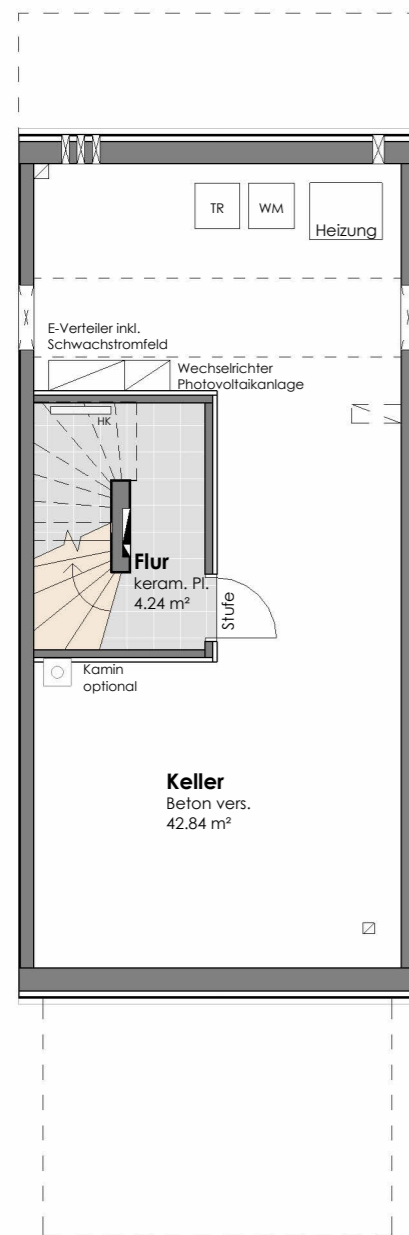 TR
WM
Heizung
E-Verteiler inkl.
Schwachstromfeld
Wechselrichter
Photovoltaikanlage
HK
Flur
keram. Pl.
4.24 m²
Stufe
Kamin
optional
Keller
Beton vers.
42.84 m²